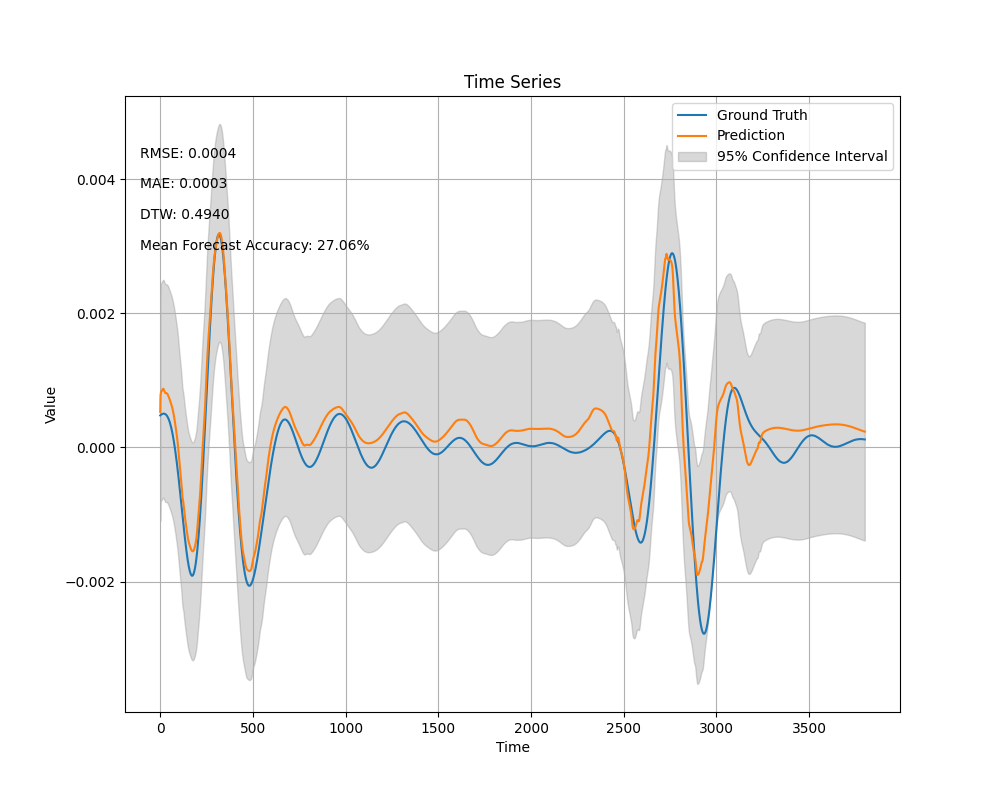 Time Series
Ground Truth
Prediction
95% Confidence Interval
RMSE: 0.0004
MAE: 0.0003
DTW: 0.4940
Mean Forecast Accuracy: 27.06%
Value
0.004
0.002
0.000
−0.002
0 500 1000 1500 2000 2500 3000 3500
Time